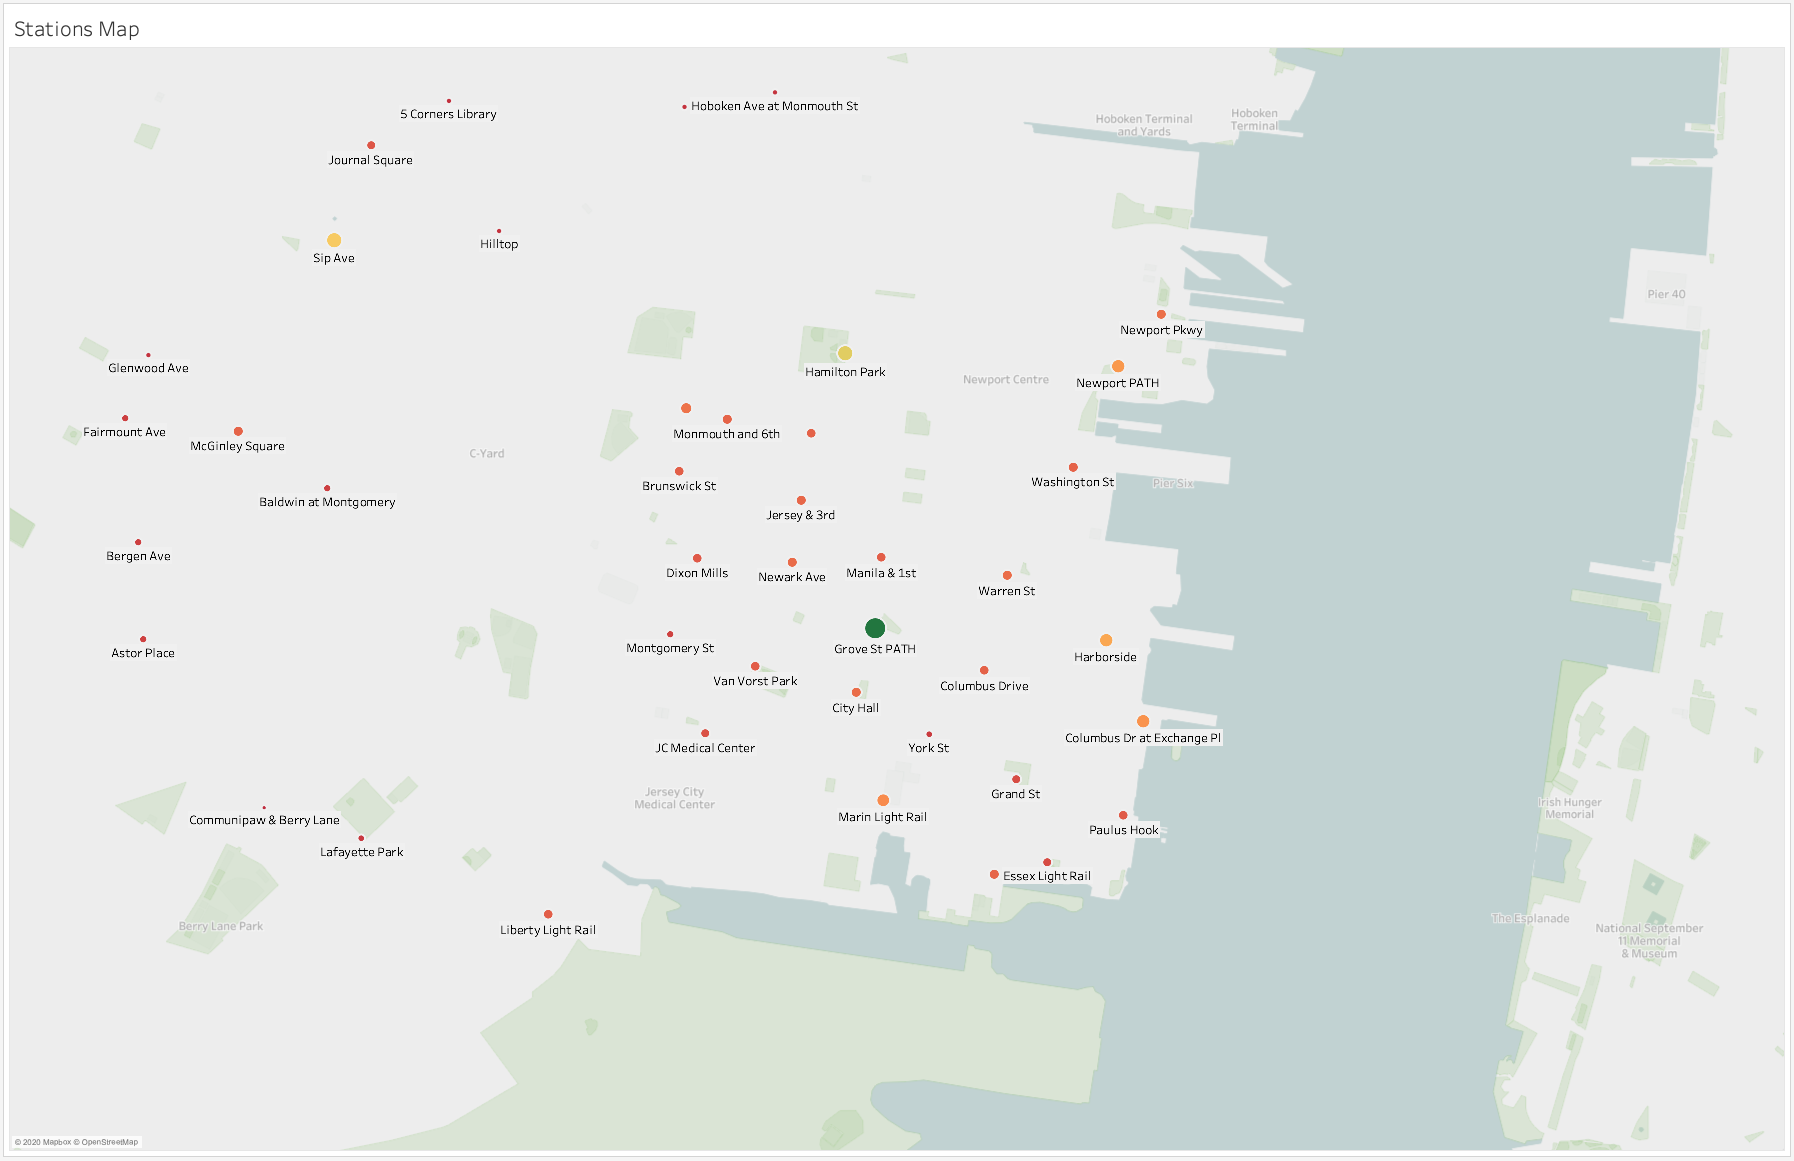 Stations Map
5 Corners Library
Hoboken Ave at Monmouth St
Hoboken Terminal
and Yards
Hoboken
Terminal
Journal Square
Hilltop
Sip Ave
Pier 40
Newport Pkwy
Glenwood Ave
Hamilton Park
Newport Centre
Newport PATH
Fairmount Ave
McGinley Square
Monmouth and 6th
C-Yard
Brunswick St
Washington St
Pier Six
Baldwin at Montgomery
Jersey & 3rd
Bergen Ave
Dixon Mills
Newark Ave
Manila & 1st
Warren St
Astor Place
Montgomery St
Grove St PATH
Harborside
Van Vorst Park
Columbus Drive
City Hall
JC Medical Center
York St
Columbus Dr at Exchange Pl
Jersey City
Medical Center
Grand St
Irish Hunger
Memorial
Communipaw & Berry Lane
Marin Light Rail
Paulus Hook
Lafayette Park
Essex Light Rail
Berry Lane Park
Liberty Light Rail
The Esplanade
National September
11 Memorial
& Museum
© 2020 Mapbox © OpenStreetMap